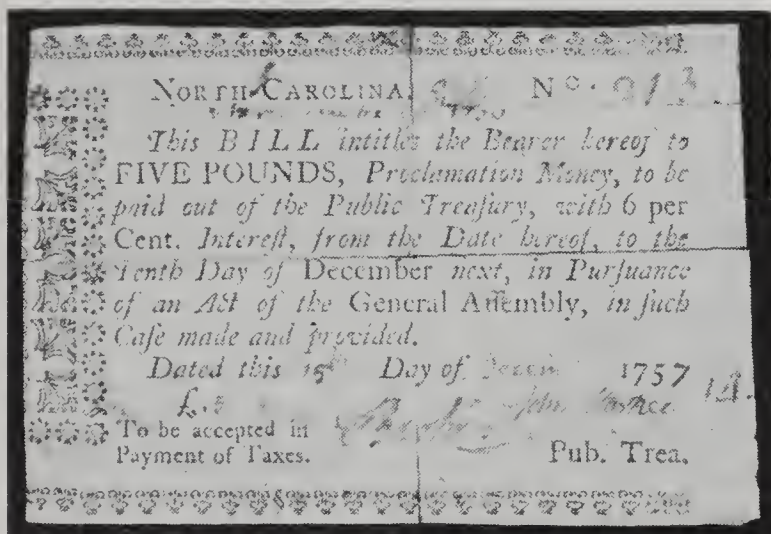 NORTH CAROLINA, No. 213
This BILL intitles the Bearer hereof to
FIVE POUNDS, Proclamation Money, to be
paid out of the Public Treaſury, with 6 per
Cent. Intereſt, from the Date hereof, to the
Tenth Day of December next, in Purſuance
of an Act of the General Aſſembly, in ſuch
Caſe made and provided.
Dated this 15th Day of 1757
£.5 John
To be accepted in
Payment of Taxes. Pub. Trea.